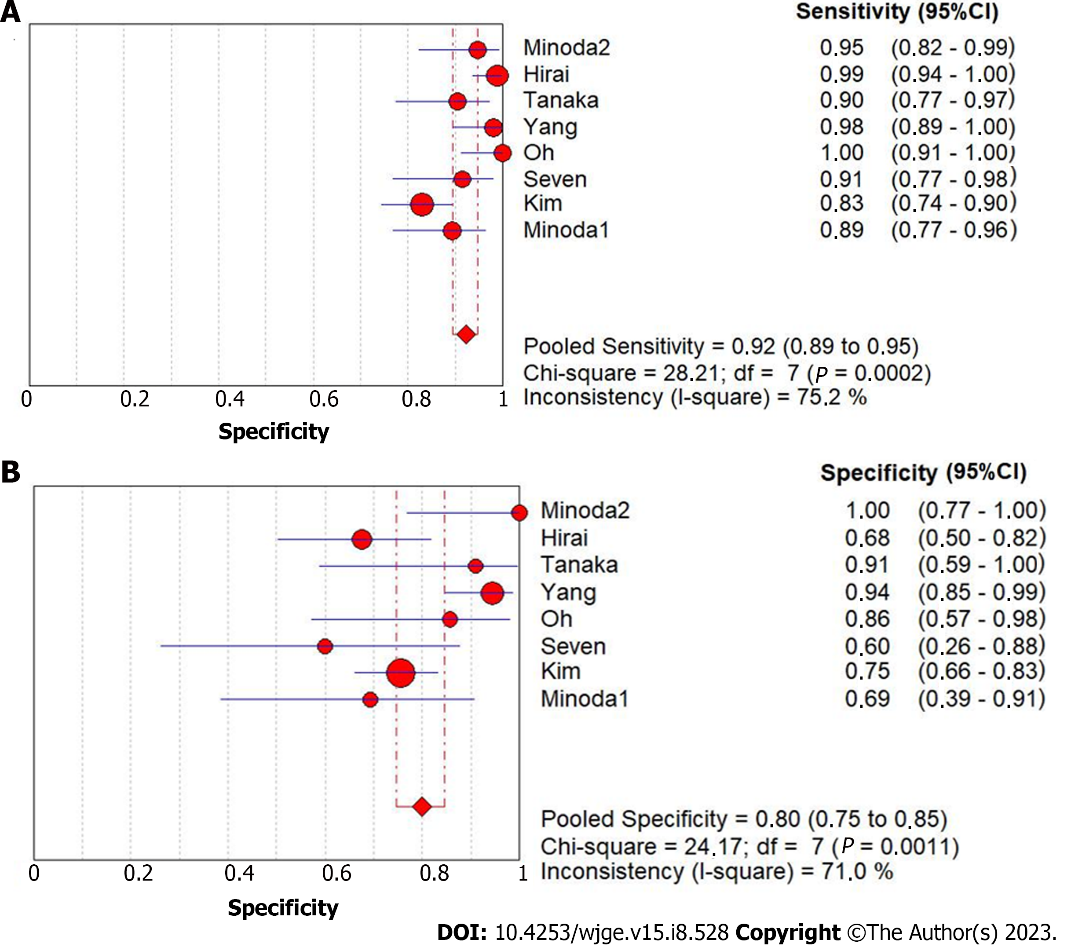 A
Sensitivity (95%CI)
Minoda2 0.95 (0.82 - 0.99)
Hirai 0.99 (0.94 - 1.00)
Tanaka 0.90 (0.77 - 0.97)
Yang 0.98 (0.89 - 1.00)
Oh 1.00 (0.91 - 1.00)
Seven 0.91 (0.77 - 0.98)
Kim 0.83 (0.74 - 0.90)
Minoda1 0.89 (0.77 - 0.96)
Pooled Sensitivity = 0.92 (0.89 to 0.95)
Chi-square = 28.21; df = 7 (P = 0.0002)
Inconsistency (I-square) = 75.2 %
0 0.2 0.4 0.6 0.8 1
Specificity
B
Specificity (95%CI)
Minoda2 1.00 (0.77 - 1.00)
Hirai 0.68 (0.50 - 0.82)
Tanaka 0.91 (0.59 - 1.00)
Yang 0.94 (0.85 - 0.99)
Oh 0.86 (0.57 - 0.98)
Seven 0.60 (0.26 - 0.88)
Kim 0.75 (0.66 - 0.83)
Minoda1 0.69 (0.39 - 0.91)
Pooled Specificity = 0.80 (0.75 to 0.85)
Chi-square = 24.17; df = 7 (P = 0.0011)
Inconsistency (I-square) = 71.0 %
0 0.2 0.4 0.6 0.8 1
Specificity
DOI: 10.4253/wjge.v15.i8.528 Copyright ©The Author(s) 2023.